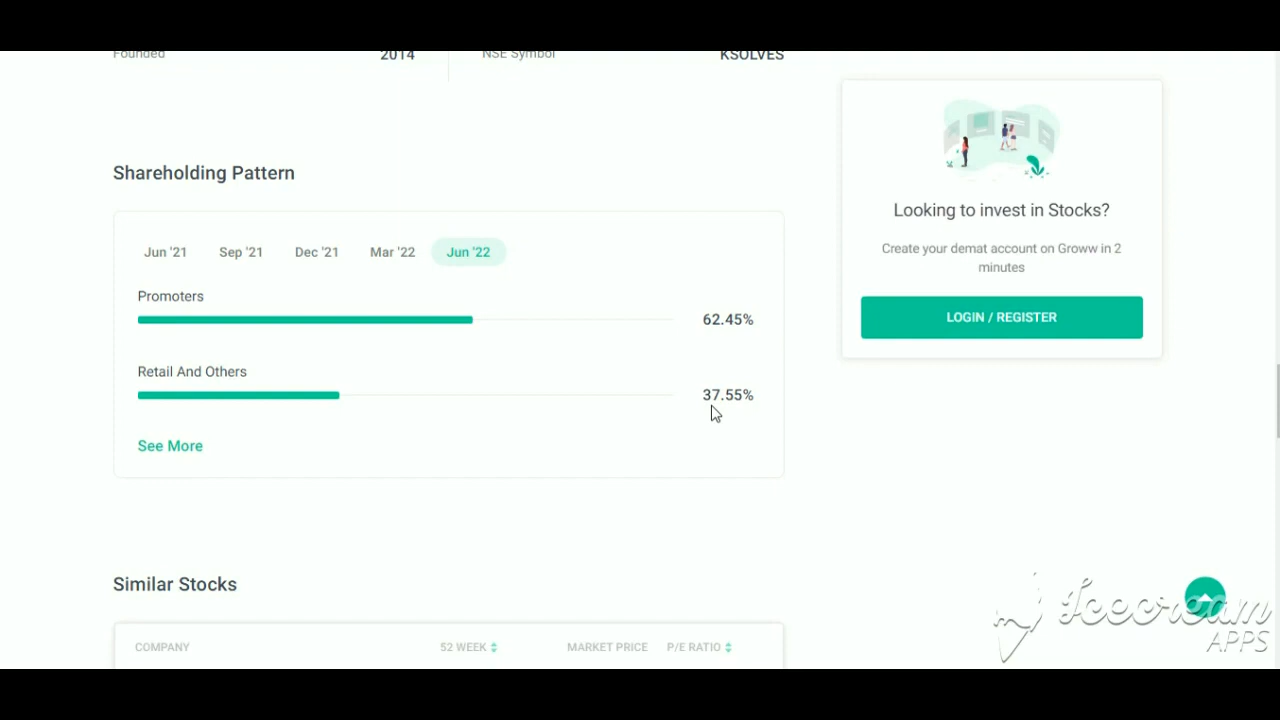 Founded 2014 NSE Symbol KSOLVES
Shareholding Pattern
Jun '21 Sep '21 Dec '21 Mar '22 Jun '22
Promoters
62.45%
Retail And Others
37.55%
See More
Looking to invest in Stocks?
Create your demat account on Groww in 2
minutes
LOGIN / REGISTER
Similar Stocks
COMPANY 52 WEEK MARKET PRICE P/E RATIO
Icecream
APPS